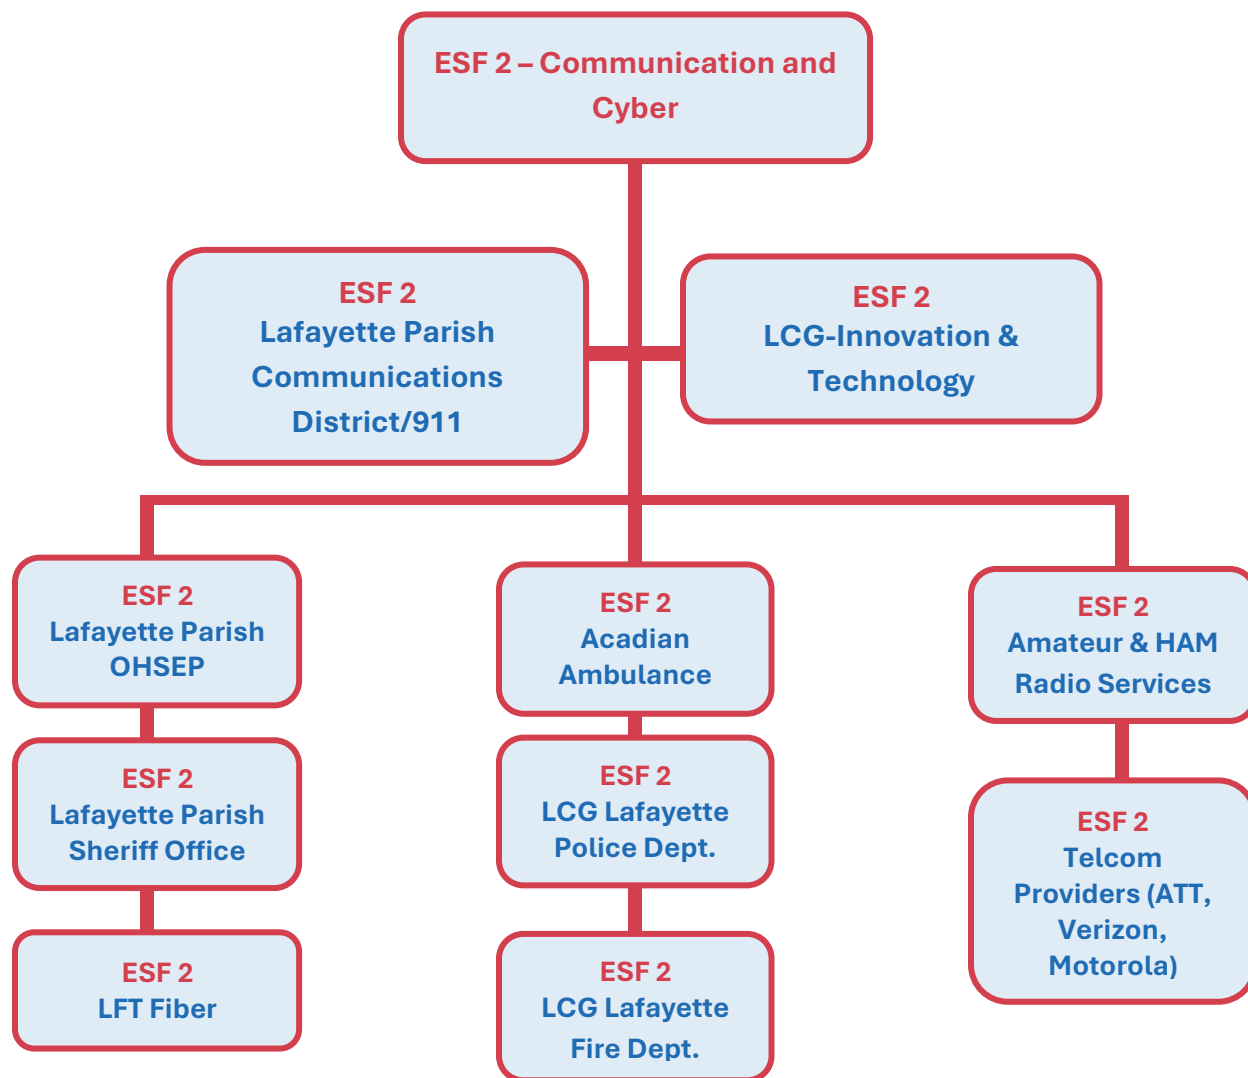 ESF 2 – Communication and
Cyber
ESF 2
Lafayette Parish
Communications
District/911
ESF 2
LCG-Innovation &
Technology
ESF 2
Lafayette Parish
OHSEP
ESF 2
Lafayette Parish
Sheriff Office
ESF 2
LFT Fiber
ESF 2
Acadian
Ambulance
ESF 2
LCG Lafayette
Police Dept.
ESF 2
LCG Lafayette
Fire Dept.
ESF 2
Amateur & HAM
Radio Services
ESF 2
Telcom
Providers (ATT,
Verizon,
Motorola)